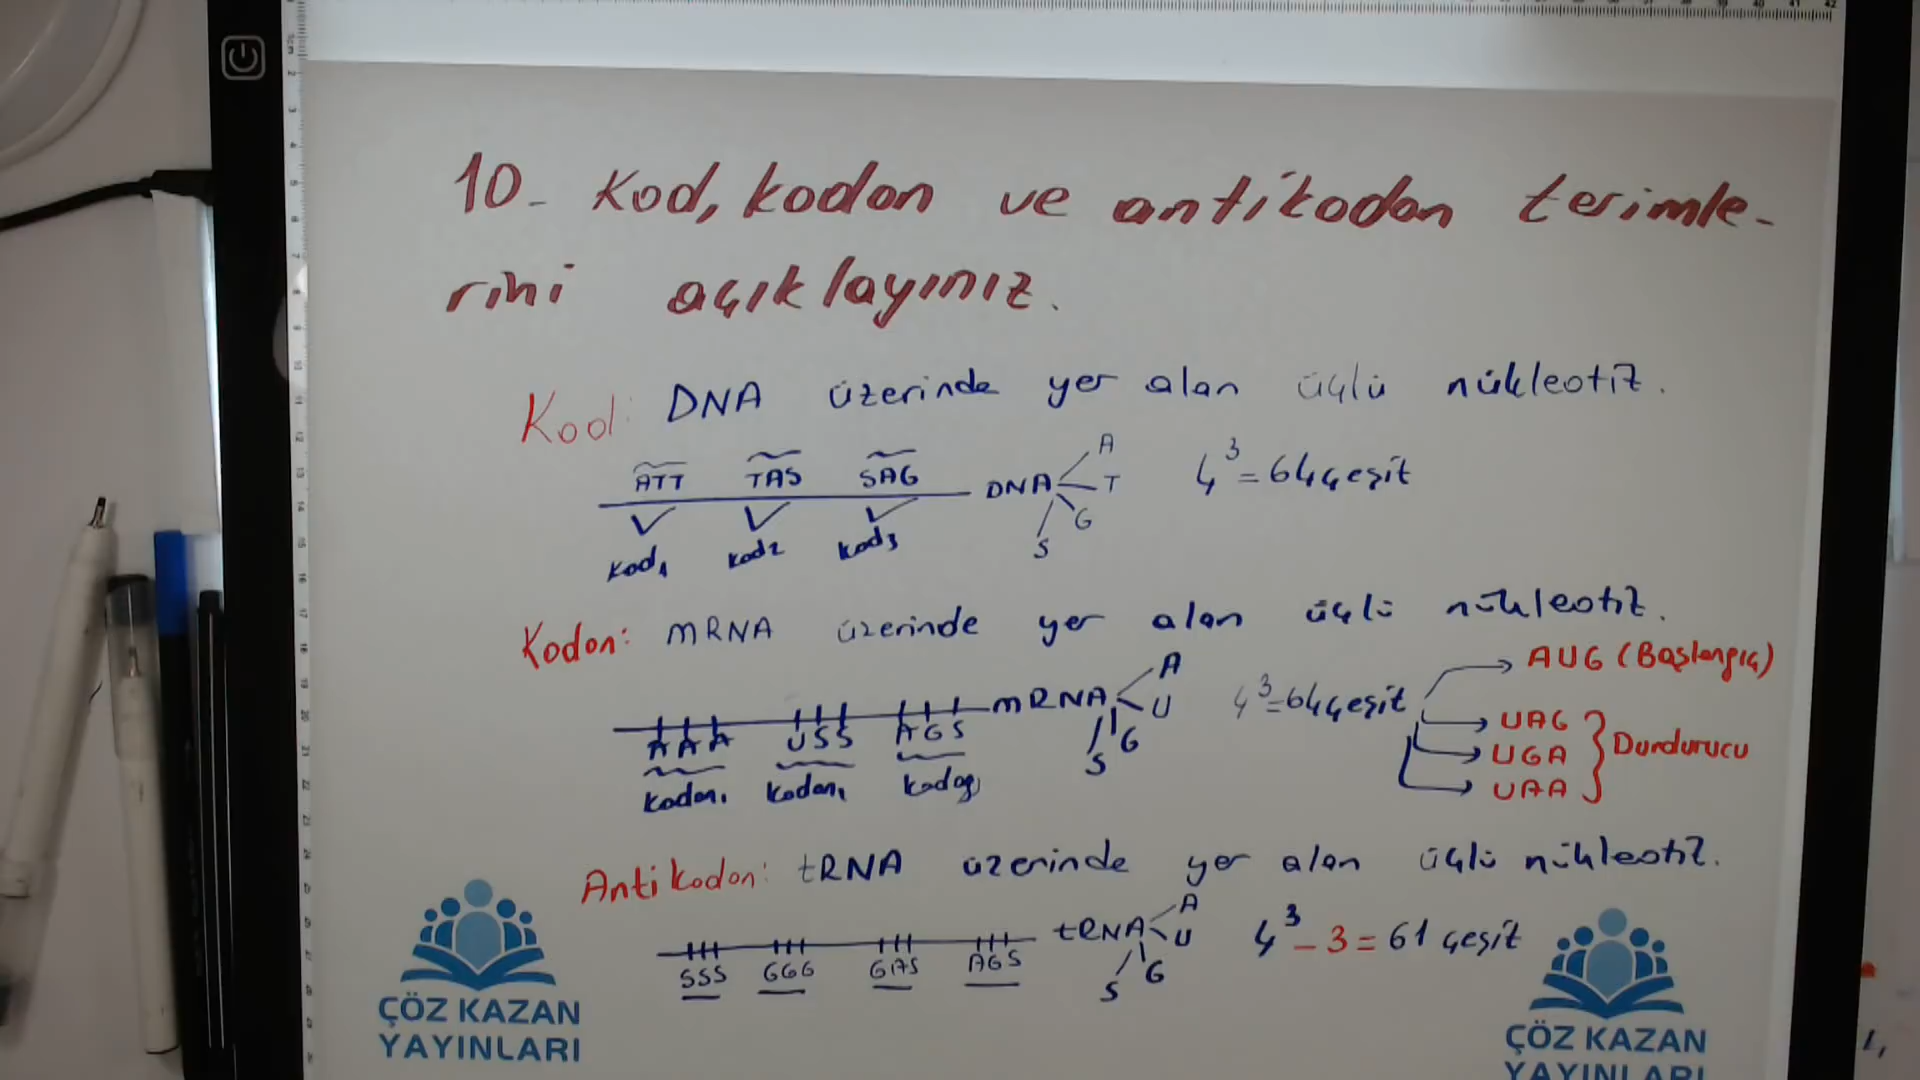 10- Kod, kodon ve antikodon terimle-
rini açıklayınız.
Kod: DNA üzerinde yer alan üçlü nükleotit.
ATT TAS SAG DNA A T G S 4³=64 çeşit
Kod1 Kod2 Kod3
Kodon: mRNA üzerinde yer alan üçlü nükleotit.
AAA USS AGS mRNA A U G S 4³=64 çeşit
AUG (Başlangıç)
UAG
UGA
UAA
Durdurucu
Kodon1 Kodon1
Antikodon: tRNA üzerinde yer alan üçlü nükleotit.
SSS GGG GAS AGS tRNA A U G S 4³-3=61 çeşit
ÇÖZ KAZAN
YAYINLARI
ÇÖZ KAZAN
YAYINLARI